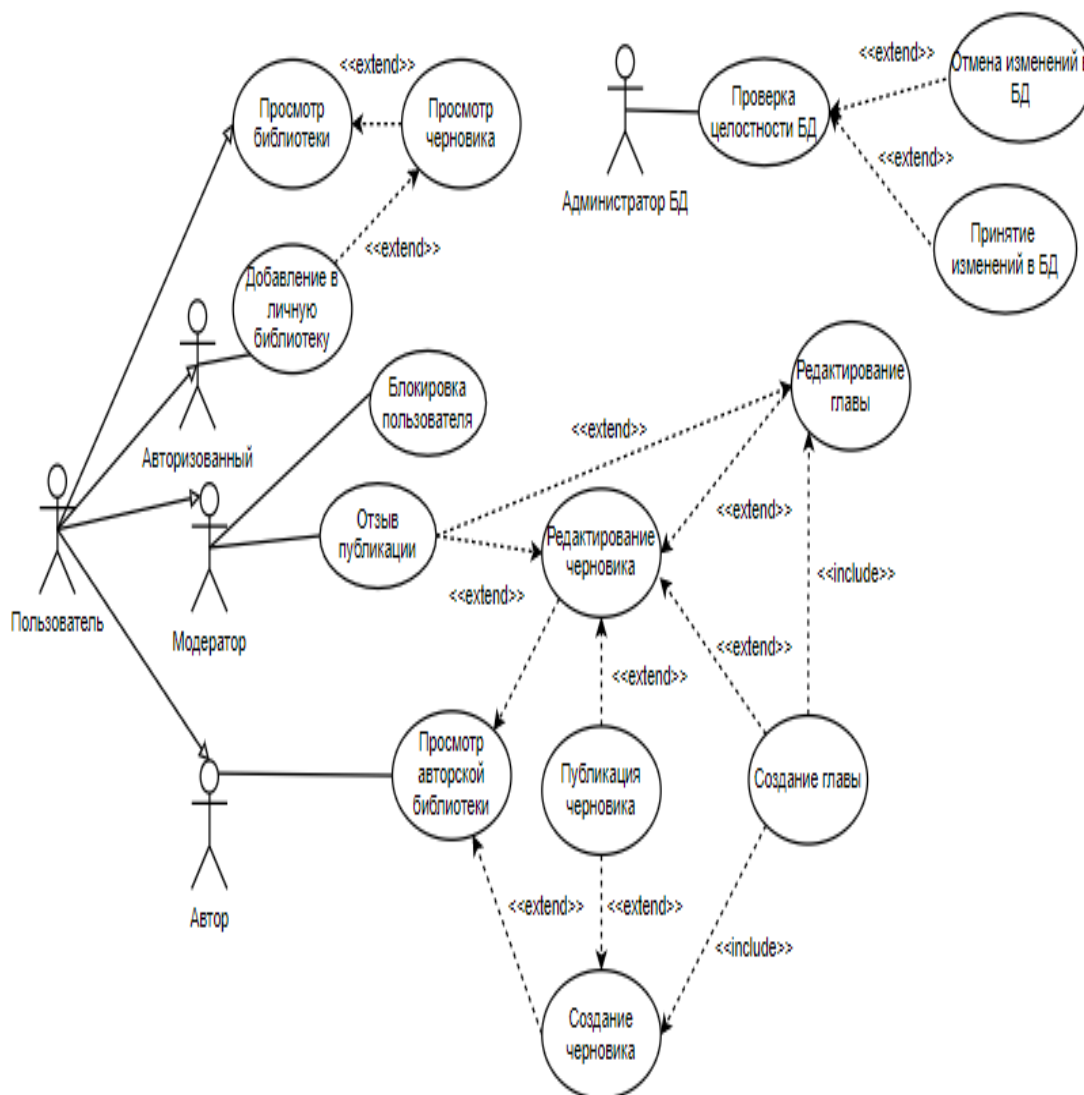 <<extend>>
Просмотр
библиотеки
Просмотр
черновика
<<extend>>
Добавление в
личную
библиотеку
Авторизованный
Блокировка
пользователя
Отзыв
публикации
Пользователь
Модератор
Автор
Администратор БД
Проверка
целостности БД
<<extend>>
Отмена изменений в
БД
<<extend>>
Принятие
изменений в БД
Редактирование
главы
<<extend>>
<<extend>>
Редактирование
черновика
<<include>>
<<extend>>
<<extend>>
<<extend>>
Просмотр
авторской
библиотеки
Публикация
черновика
Создание главы
<<extend>>
<<extend>>
<<include>>
Создание
черновика